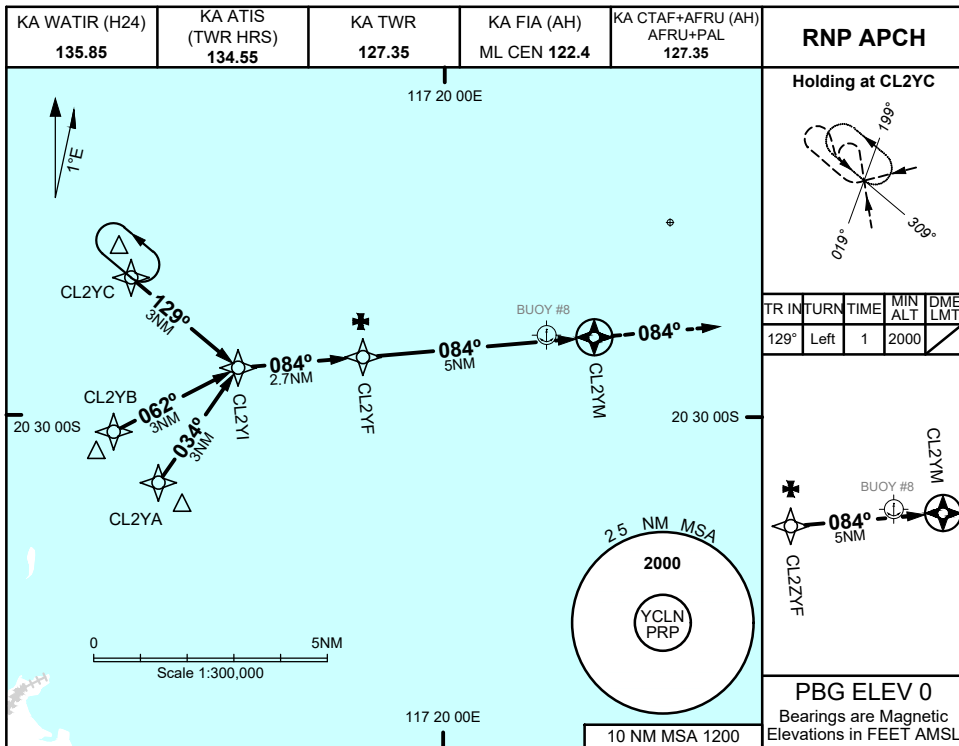 KA WATIR (H24)
135.85
KA ATIS
(TWR HRS)
134.55
KA TWR
127.35
KA FIA (AH)
ML CEN 122.4
KA CTAF+AFRU (AH)
AFRU+PAL
127.35
RNP APCH
117 20 00E
1°E
CL2YC
129°
3NM
BUOY #8
084°
2.7NM
084°
5NM
084°
CL2YB
062°
3NM
CL2YI
CL2YF
CL2YM
20 30 00S
20 30 00S
034°
3NM
CL2YA
25 NM MSA
2000
YCLN
PRP
0
5NM
Scale 1:300,000
117 20 00E
10 NM MSA 1200
Holding at CL2YC
199°
309°
019°
TR IN TURN TIME MIN ALT DME LMT
129° Left 1 2000
CL2YM
BUOY #8
084°
5NM
CL2ZYF
PBG ELEV 0
Bearings are Magnetic
Elevations in FEET AMSL